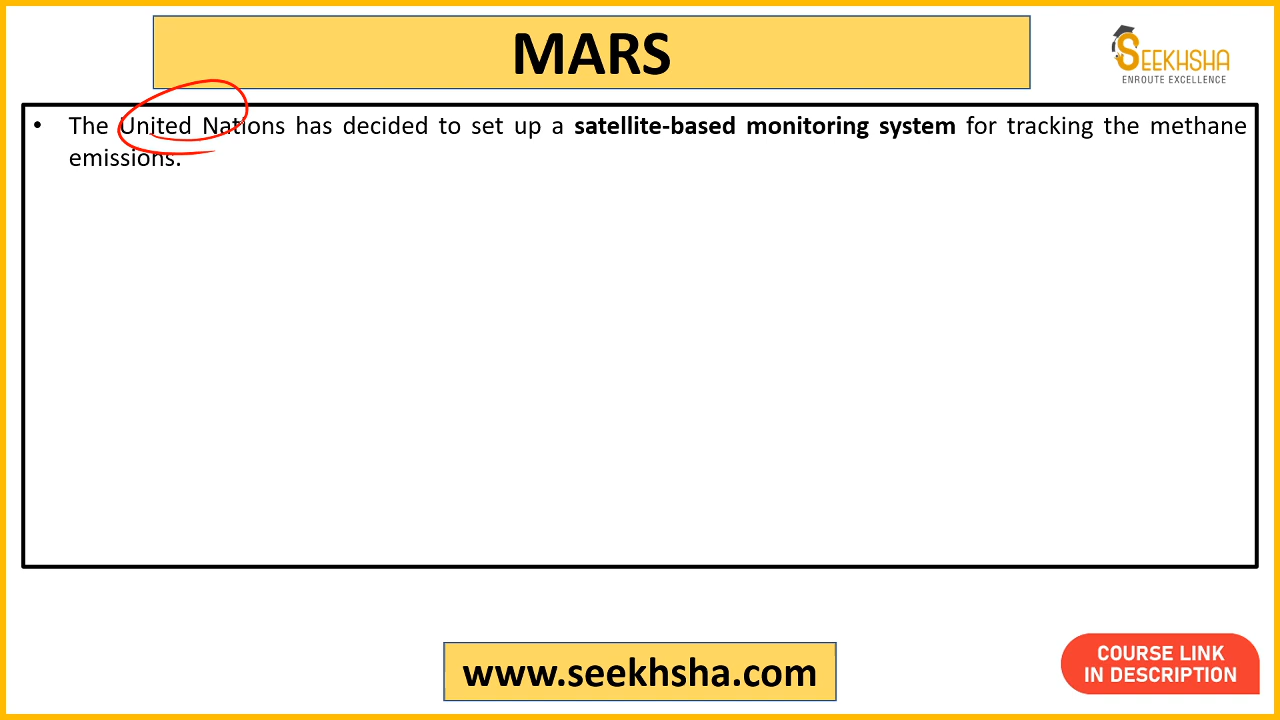 MARS
SEEKHSHA
ENROUTE EXCELLENCE
• The United Nations has decided to set up a satellite-based monitoring system for tracking the methane
emissions.
www.seekhsha.com
COURSE LINK
IN DESCRIPTION